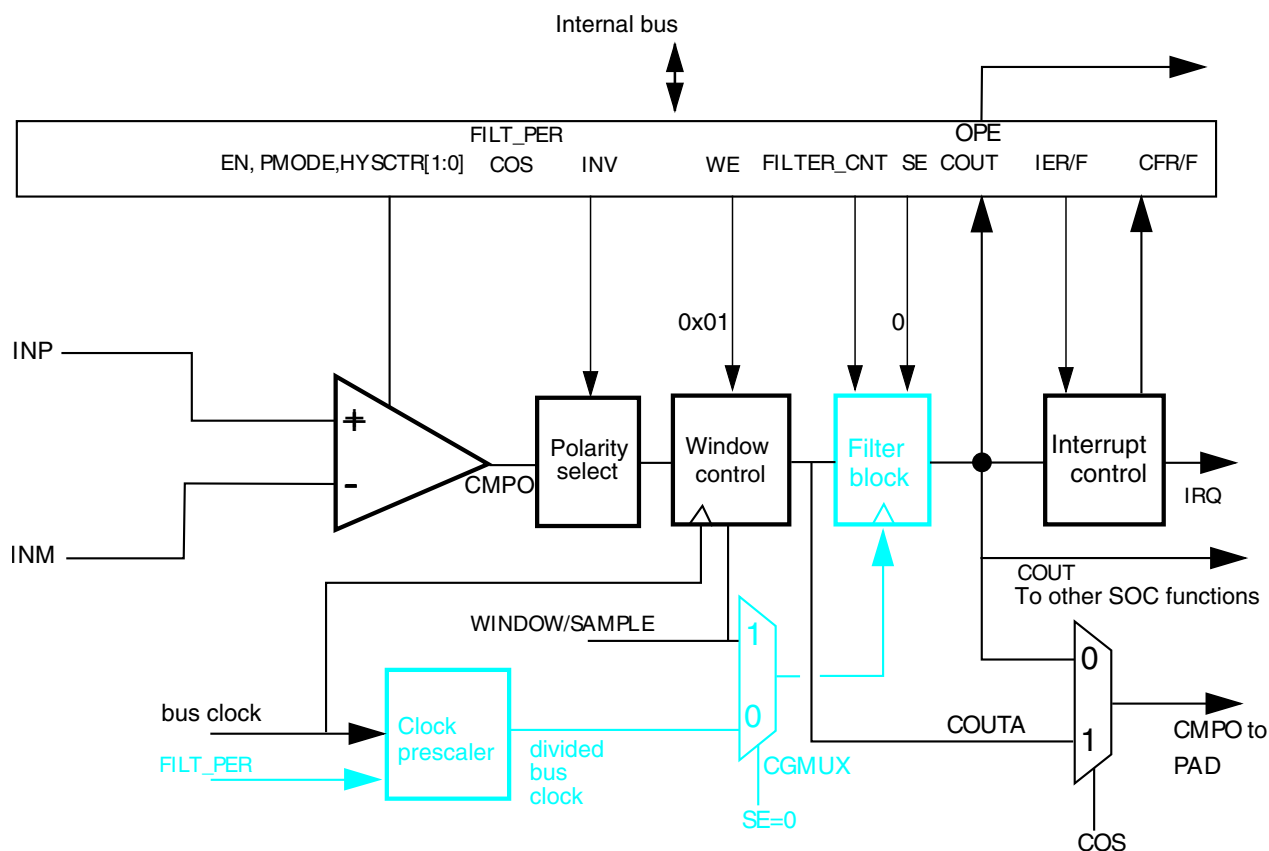 Internal bus
FILT_PER
OPE
EN, PMODE,HYSCTR[1:0]
COS
INV
WE
FILTER_CNT
SE
COUT
IER/F
CFR/F
0x01
0
INP
+
-
INM
CMPO
Polarity
select
Window
control
Filter
block
Interrupt
control
IRQ
COUT
To other SOC functions
WINDOW/SAMPLE
1
0
CGMUX
SE=0
bus clock
FILT_PER
Clock
prescaler
divided
bus
clock
COUTA
0
1
CMPO to
PAD
COS